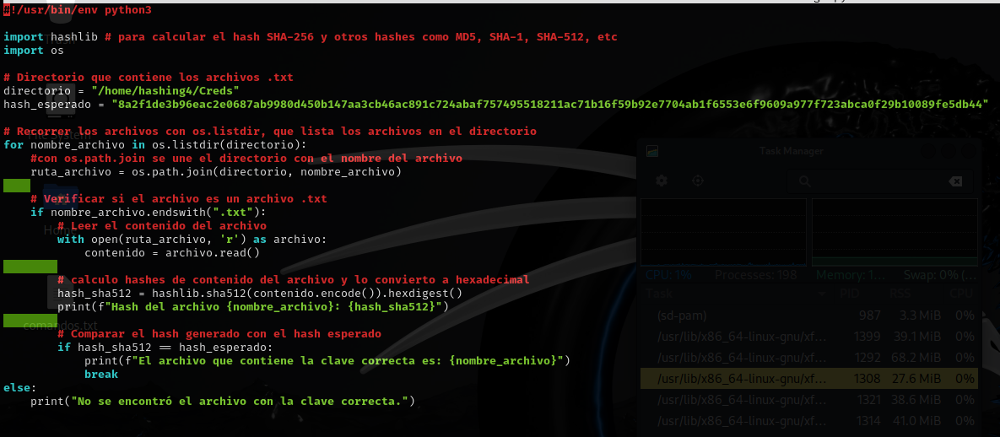 #!/usr/bin/env python3
import hashlib # para calcular el hash SHA-256 y otros hashes como MD5, SHA-1, SHA-512, etc
import os
# Directorio que contiene los archivos .txt
directorio = "/home/hashing4/Creds"
hash_esperado = "8a2f1de3b96eac2e0687ab9980d450b147aa3cb46ac891c724abaf757495518211ac71b16f59b92e7704ab1f6553e6f9609a977f723abca0f29b10089fe5db44"
# Recorrer los archivos con os.listdir, que lista los archivos en el directorio
for nombre_archivo in os.listdir(directorio):
    #con os.path.join se une el directorio con el nombre del archivo
    ruta_archivo = os.path.join(directorio, nombre_archivo)
    # Verificar si el archivo es un archivo .txt
    if nombre_archivo.endswith(".txt"):
        # Leer el contenido del archivo
        with open(ruta_archivo, 'r') as archivo:
            contenido = archivo.read()
        # calculo hashes de contenido del archivo y lo convierto a hexadecimal
        hash_sha512 = hashlib.sha512(contenido.encode()).hexdigest()
        print(f"Hash del archivo {nombre_archivo}: {hash_sha512}")
        # Comparar el hash generado con el hash esperado
        if hash_sha512 == hash_esperado:
            print(f"El archivo que contiene la clave correcta es: {nombre_archivo}")
            break
else:
    print("No se encontró el archivo con la clave correcta.")
File System
Home
comandos.txt
Task Manager
CPU: 1% Processes: 198 Memory: 1... Swap: 0% (...
Task PID RSS CPU
(sd-pam) 987 3.3 MiB 0%
/usr/lib/x86_64-linux-gnu/xf... 1399 39.1 MiB 0%
/usr/lib/x86_64-linux-gnu/xf... 1292 68.2 MiB 0%
/usr/lib/x86_64-linux-gnu/xf... 1308 27.6 MiB 0%
/usr/lib/x86_64-linux-gnu/xf... 1321 38.6 MiB 0%
/usr/lib/x86_64-linux-gnu/xf... 1314 41.0 MiB 0%